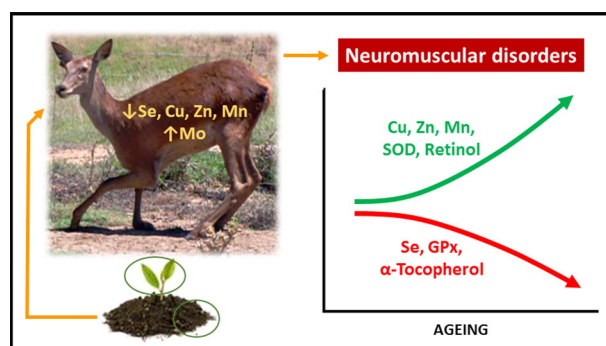 Neuromuscular disorders
↓Se, Cu, Zn, Mn
↑Mo
Cu, Zn, Mn,
SOD, Retinol
Se, GPx,
α-Tocopherol
AGEING